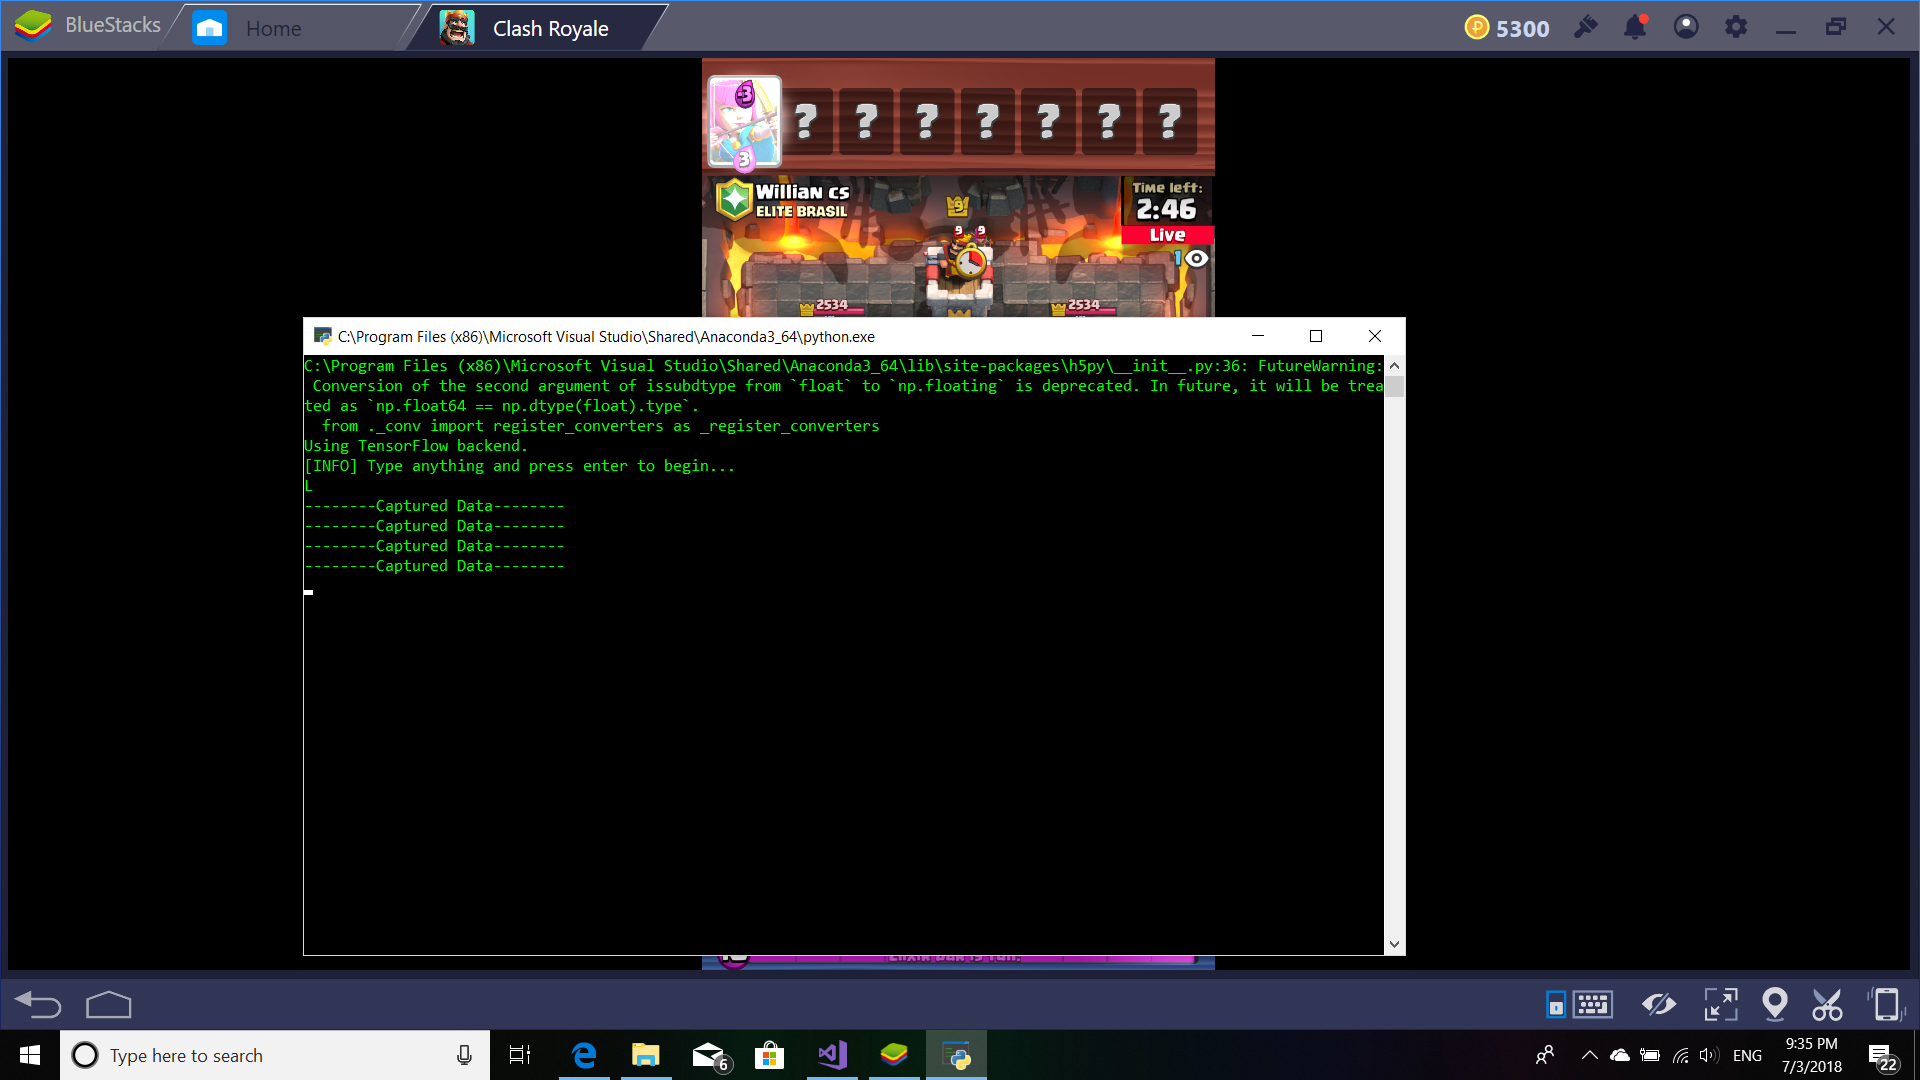 BlueStacks
Home
Clash Royale
5300
-3
3
? ? ? ? ? ? ?
Willian cs
ELITE BRASIL
9
9 9
Time left:
2:46
Live
1
2534
2534
C:\Program Files (x86)\Microsoft Visual Studio\Shared\Anaconda3_64\python.exe
C:\Program Files (x86)\Microsoft Visual Studio\Shared\Anaconda3_64\lib\site-packages\h5py\__init__.py:36: FutureWarning:
Conversion of the second argument of issubdtype from `float` to `np.floating` is deprecated. In future, it will be trea
ted as `np.float64 == np.dtype(float).type`.
from ._conv import register_converters as _register_converters
Using TensorFlow backend.
[INFO] Type anything and press enter to begin...
L
--------Captured Data--------
--------Captured Data--------
--------Captured Data--------
--------Captured Data--------
Type here to search
6
ENG
9:35 PM
7/3/2018
22